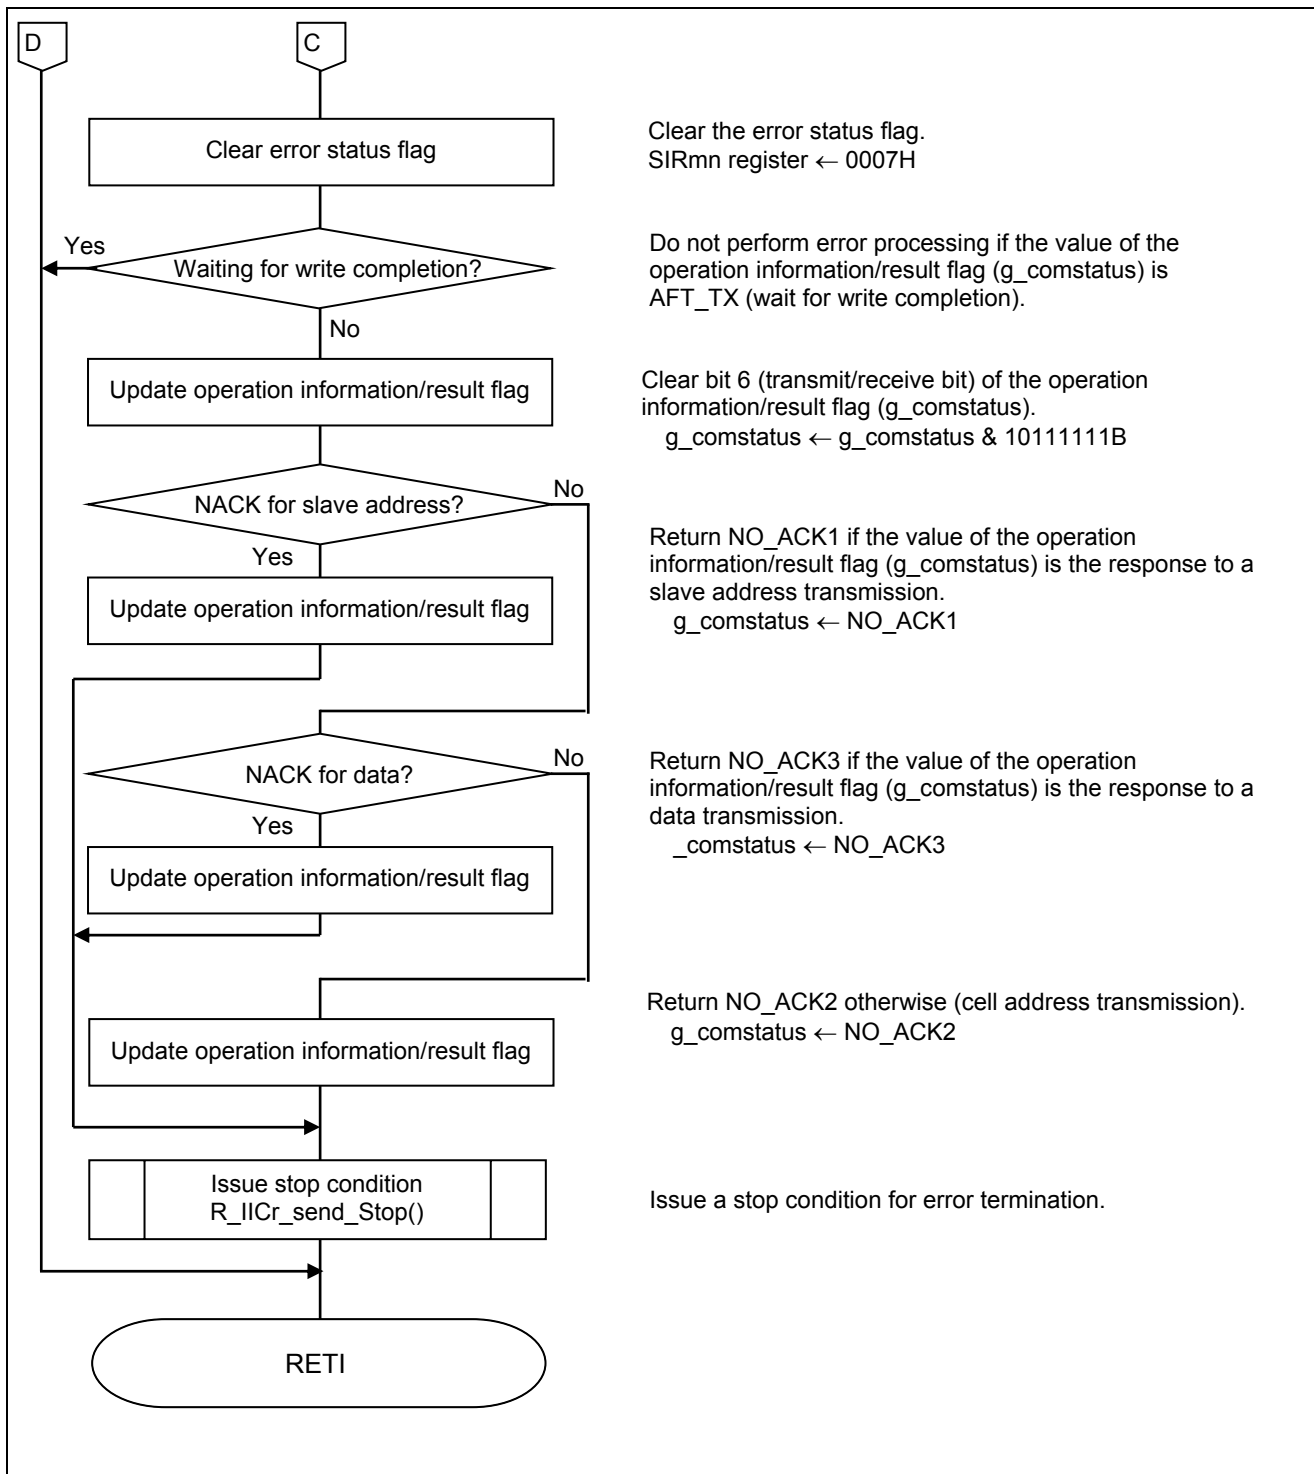 D
C
Clear error status flag
Clear the error status flag.
SIRmn register ← 0007H
Yes
Waiting for write completion?
No
Do not perform error processing if the value of the
operation information/result flag (g_comstatus) is
AFT_TX (wait for write completion).
Update operation information/result flag
Clear bit 6 (transmit/receive bit) of the operation
information/result flag (g_comstatus).
g_comstatus ← g_comstatus & 10111111B
NACK for slave address?
No
Yes
Update operation information/result flag
Return NO_ACK1 if the value of the operation
information/result flag (g_comstatus) is the response to a
slave address transmission.
g_comstatus ← NO_ACK1
NACK for data?
No
Yes
Update operation information/result flag
Return NO_ACK3 if the value of the operation
information/result flag (g_comstatus) is the response to a
data transmission.
_comstatus ← NO_ACK3
Update operation information/result flag
Return NO_ACK2 otherwise (cell address transmission).
g_comstatus ← NO_ACK2
Issue stop condition
R_IICr_send_Stop()
Issue a stop condition for error termination.
RETI